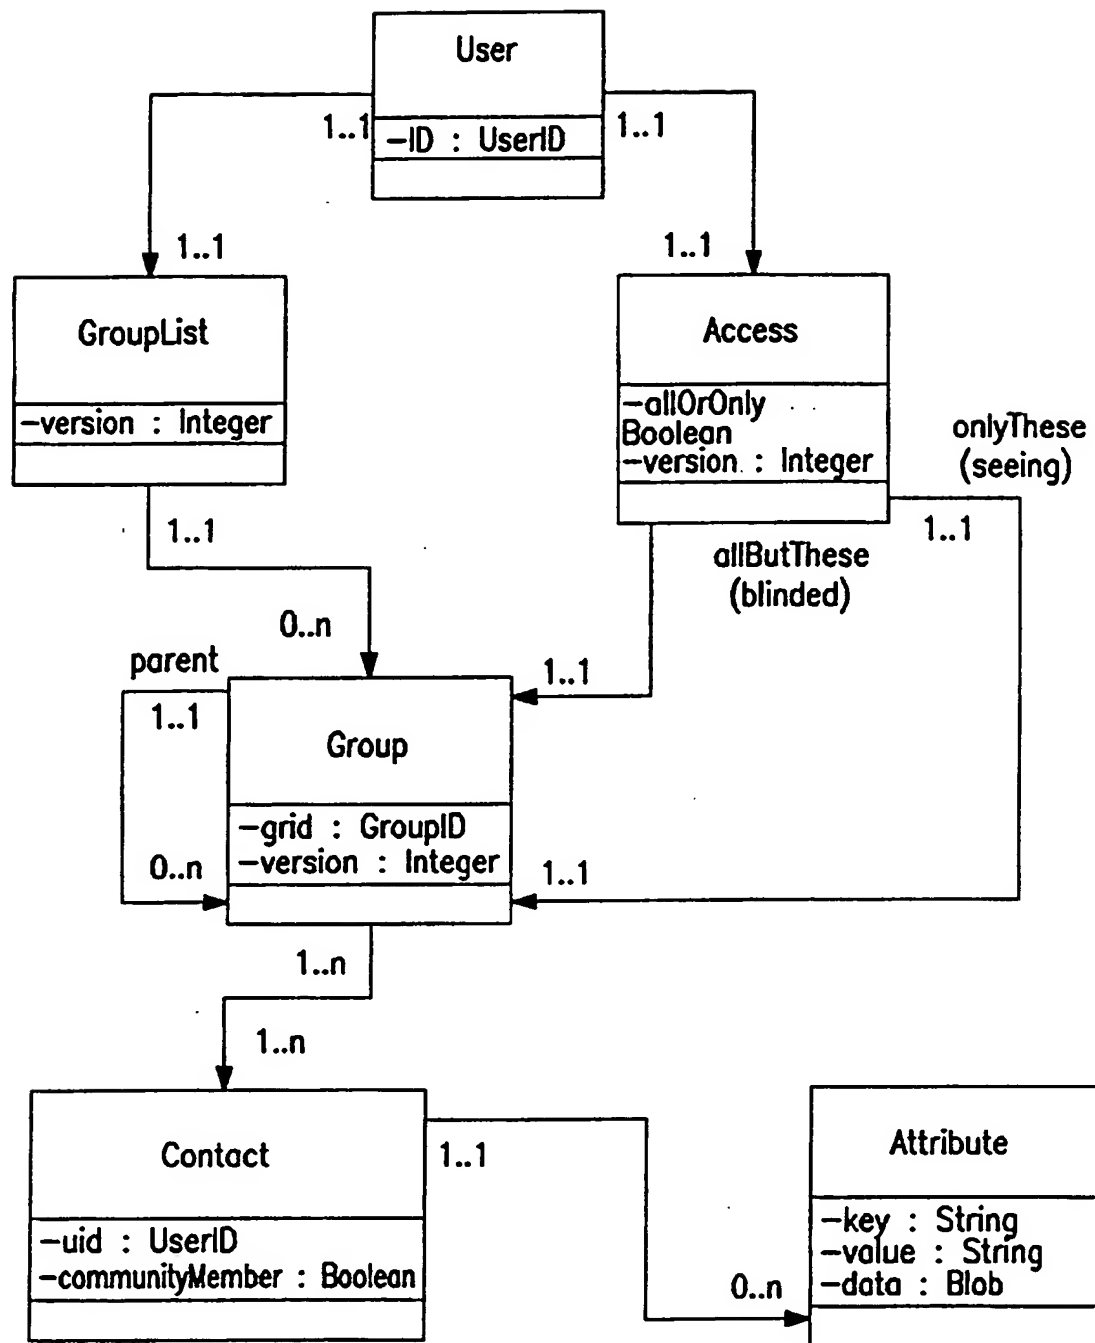 User
1..1
-ID : UserID
1..1
1..1
1..1
GroupList
-version : Integer
Access
-allOrOnly
Boolean
-version : Integer
onlyThese
(seeing)
1..1
1..1
allButThese
(blinded)
0..n
parent
1..1
1..1
Group
-grid : GroupID
-version : Integer
0..n
1..1
1..n
1..n
Contact
-uid : UserID
-communityMember : Boolean
1..1
Attribute
-key : String
-value : String
-data : Blob
0..n